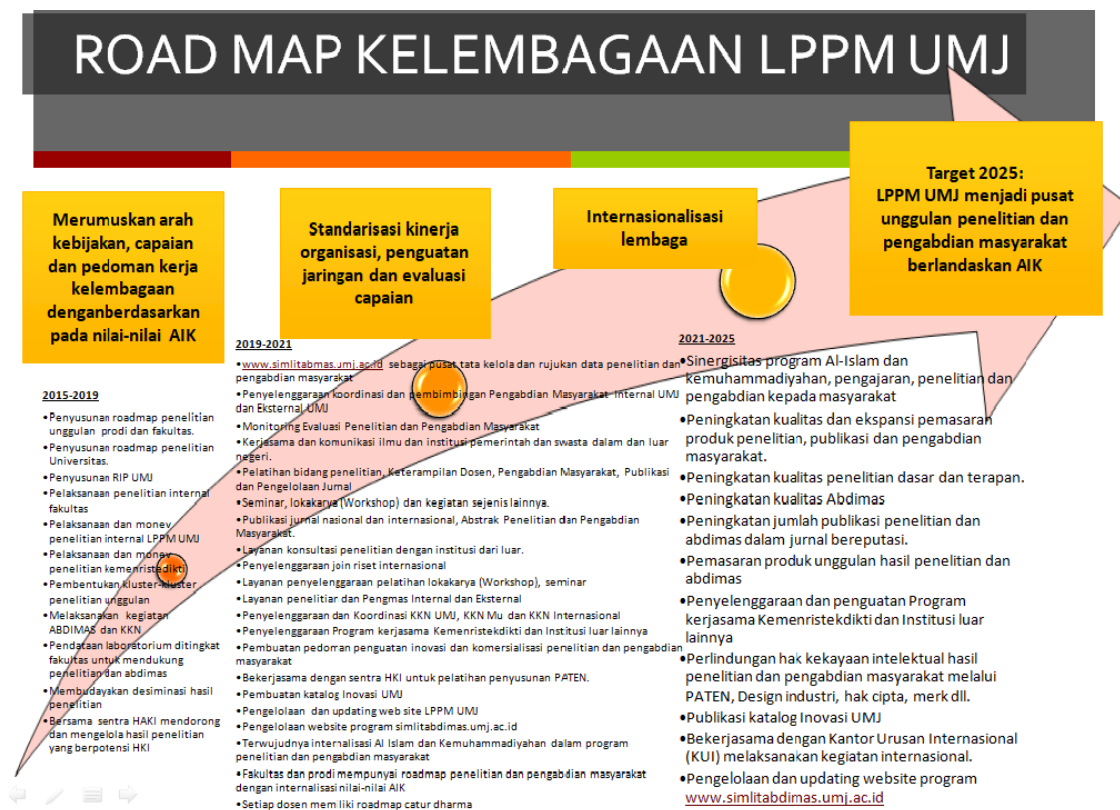 ROAD MAP KELEMBAGAAN LPPM UMJ
Merumuskan arah
kebijakan, capaian
dan pedoman kerja
kelembagaan
denganberdasarkan
pada nilai-nilai AIK
Standarisasi kinerja
organisasi, penguatan
jaringan dan evaluasi
capaian
Internasionalisasi
lembaga
Target 2025:
LPPM UMJ menjadi pusat
unggulan penelitian dan
pengabdian masyarakat
berlandaskan AIK
2015-2019
•Penyusunan roadmap penelitian
unggulan prodi dan fakultas.
•Penyusunan roadmap penelitian
Universitas.
•Penyusunan RIP UMJ
•Pelaksanaan penelitian internal
fakultas
•Pelaksanaan dan monev
penelitian internal LPPM UMJ
•Pelaksanaan dan monev
penelitian kemenristedikti
•Pembentukan kluster-kluster
penelitian unggulan
•Melaksanakan kegiatan
ABDIMAS dan KKN
•Pendataan laboratorium ditingkat
fakultas untuk mendukung
penelitian dan abdimas
•Membudayakan desiminasi hasil
penelitian
•Bersama sentra HAKI mendorong
dan mengelola hasil penelitian
yang berpotensi HKI
2019-2021
•www.simlitabmas.umj.ac.id sebagai pusat tata kelola dan rujukan data penelitian dan
pengabdian masyarakat
•Penyelenggaraan koordinasi dan pembimbingan Pengabdian Masyarakat Internal UMJ
dan Eksternal UMJ
•Monitoring Evaluasi Penelitian dan Pengabdian Masyarakat
•Kerjasama dan komunikasi ilmu dan institusi pemerintah dan swasta dalam dan luar
negeri.
•Pelatihan bidang penelitian, Keterampilan Dosen, Pengabdian Masyarakat, Publikasi
dan Pengelolaan Jurnal
•Seminar, lokakarya (Workshop) dan kegiatan sejenis lainnya.
•Publikasi jurnal nasional dan internasional, Abstrak Penelitian dan Pengabdian
Masyarakat.
•Layanan konsultasi penelitian dengan institusi dari luar.
•Penyelenggaraan join riset internasional
•Layanan penyelenggaraan pelatihan lokakarya (Workshop), seminar
•Layanan penelitiar dan Pengmas Internal dan Eksternal
•Penyelenggaraan dan Koordinasi KKN UMJ, KKN Mu dan KKN Internasional
•Penyelenggaraan Program kerjasama Kemenristekdikti dan Institusi luar lainnya
•Pembuatan pedoman penguatan inovasi dan komersialisasi penelitian dan pengabdian
masyarakat
•Bekerjasama dengan sentra HKI untuk pelatihan penyusunan PATEN.
•Pembuatan katalog Inovasi UMJ
•Pengelolaan dan updating web site LPPM UMJ
•Pengelolaan website program simlitabdimas.umj.ac.id
•Terwujudnya internalisasi Al Islam dan Kemuhammadiyahan dalam program
penelitian dan pengabdian masyarakat
•Fakultas dan prodi mempunyai roadmap penelitian dan pengabdian masyarakat
dengan internalisasi nilai-nilai AIK
•Setiap dosen memiliki roadmap catur dharma
2021-2025
•Sinergisitas program Al-Islam dan
kemuhammadiyahan, pengajaran, penelitian dan
pengabdian kepada masyarakat
•Peningkatan kualitas dan ekspansi pemasaran
produk penelitian, publikasi dan pengabdian
masyarakat.
•Peningkatan kualitas penelitian dasar dan terapan.
•Peningkatan kualitas Abdimas
•Peningkatan jumlah publikasi penelitian dan
abdimas dalam jurnal bereputasi.
•Pemasaran produk unggulan hasil penelitian dan
abdimas
•Penyelenggaraan dan penguatan Program
kerjasama Kemenristekdikti dan Institusi luar
lainnya
•Perlindungan hak kekayaan intelektual hasil
penelitian dan pengabdian masyarakat melalui
PATEN, Design industri, hak cipta, merk dll.
•Publikasi katalog Inovasi UMJ
•Bekerjasama dengan Kantor Urusan Internasional
(KUI) melaksanakan kegiatan internasional.
•Pengelolaan dan updating website program
www.simlitabdimas.umj.ac.id